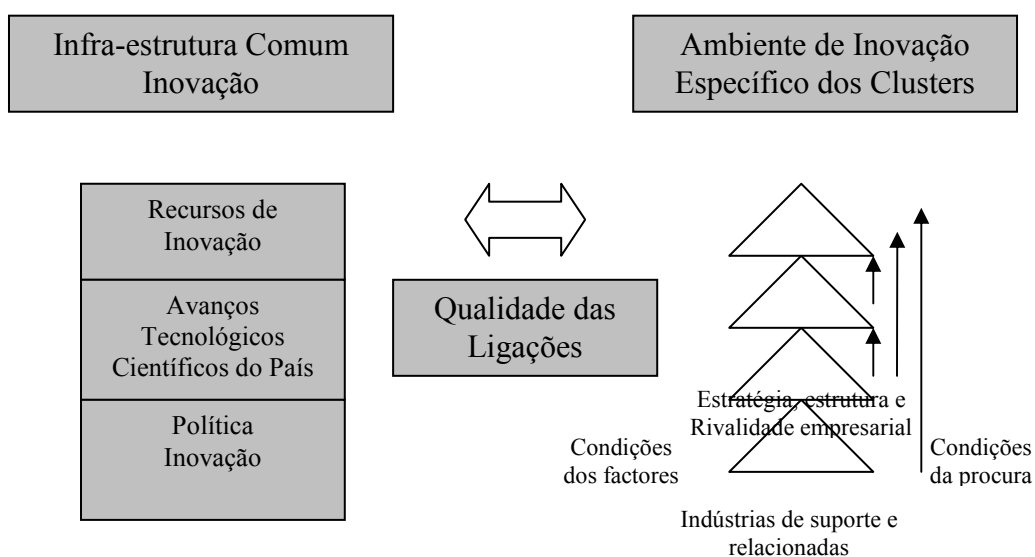 Infra-estrutura Comum
Inovação
Ambiente de Inovação
Específico dos Clusters
Recursos de
Inovação
Avanços
Tecnológicos
Científicos do País
Política
Inovação
Qualidade das
Ligações
Estratégia, estrutura e
Rivalidade empresarial
Condições
dos factores
Condições
da procura
Indústrias de suporte e
relacionadas